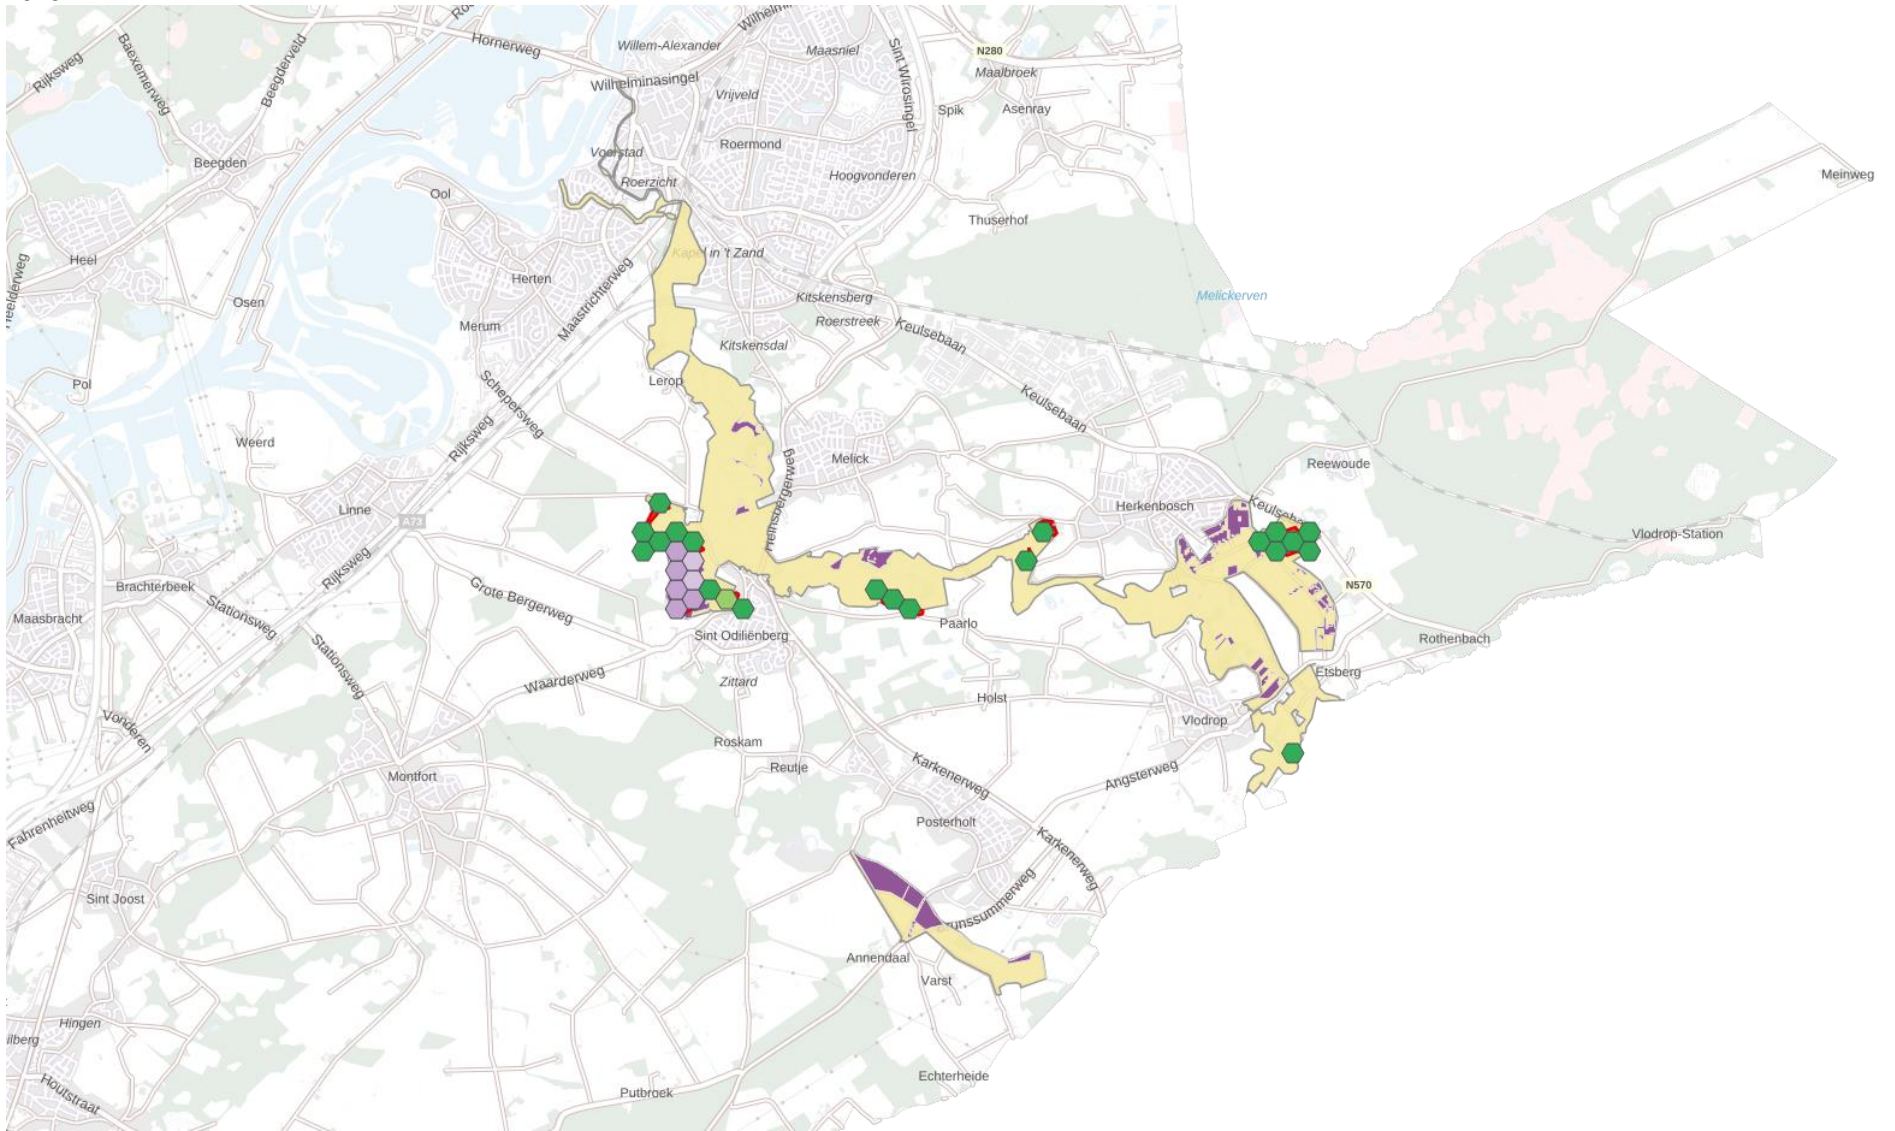 Hornerweg
Willem-Alexander
Maasniel
Sint Wirosingel
N280
Maalbroek
Rijksweg
Baexemerweg
Beegderveld
Wilhelminasingel
Vrijveld
Spik
Asenray
Beegden
Voorstad
Roermond
Meinweg
Ool
Roerzicht
Hoogvonderen
Thuserhof
Heel
Kapel in 't Zand
Herten
Maastrichterweg
Osen
Kitskensberg
Melickerven
Merum
Roerstreek
Keulsebaan
Kitskensdal
Pol
Lerop
Scheperswe​g
Keulsebaan
Weerd
Rijksweg
Melick
Reewoude
Heinsbergerweg
Linne
A73
Herkenbosch
Vlodrop-Station
Rijksweg
Brachterbeek
Grote Bergerweg
N570
Stationsweg
Maasbracht
Paarlo
Sint Odiliënberg
Rothenbach
Stationsweg
Etsberg
Waarderweg
Zittard
Holst
Vonderen
Vlodrop
Roskam
Reutje
Montfort
Karkenerweg
Angsterweg
Fahrenheitweg
Posterholt
Karkenerweg
Sint Joost
Annendaal
Varst
Hingen
Echterheide
Houtstraat
Putbroek